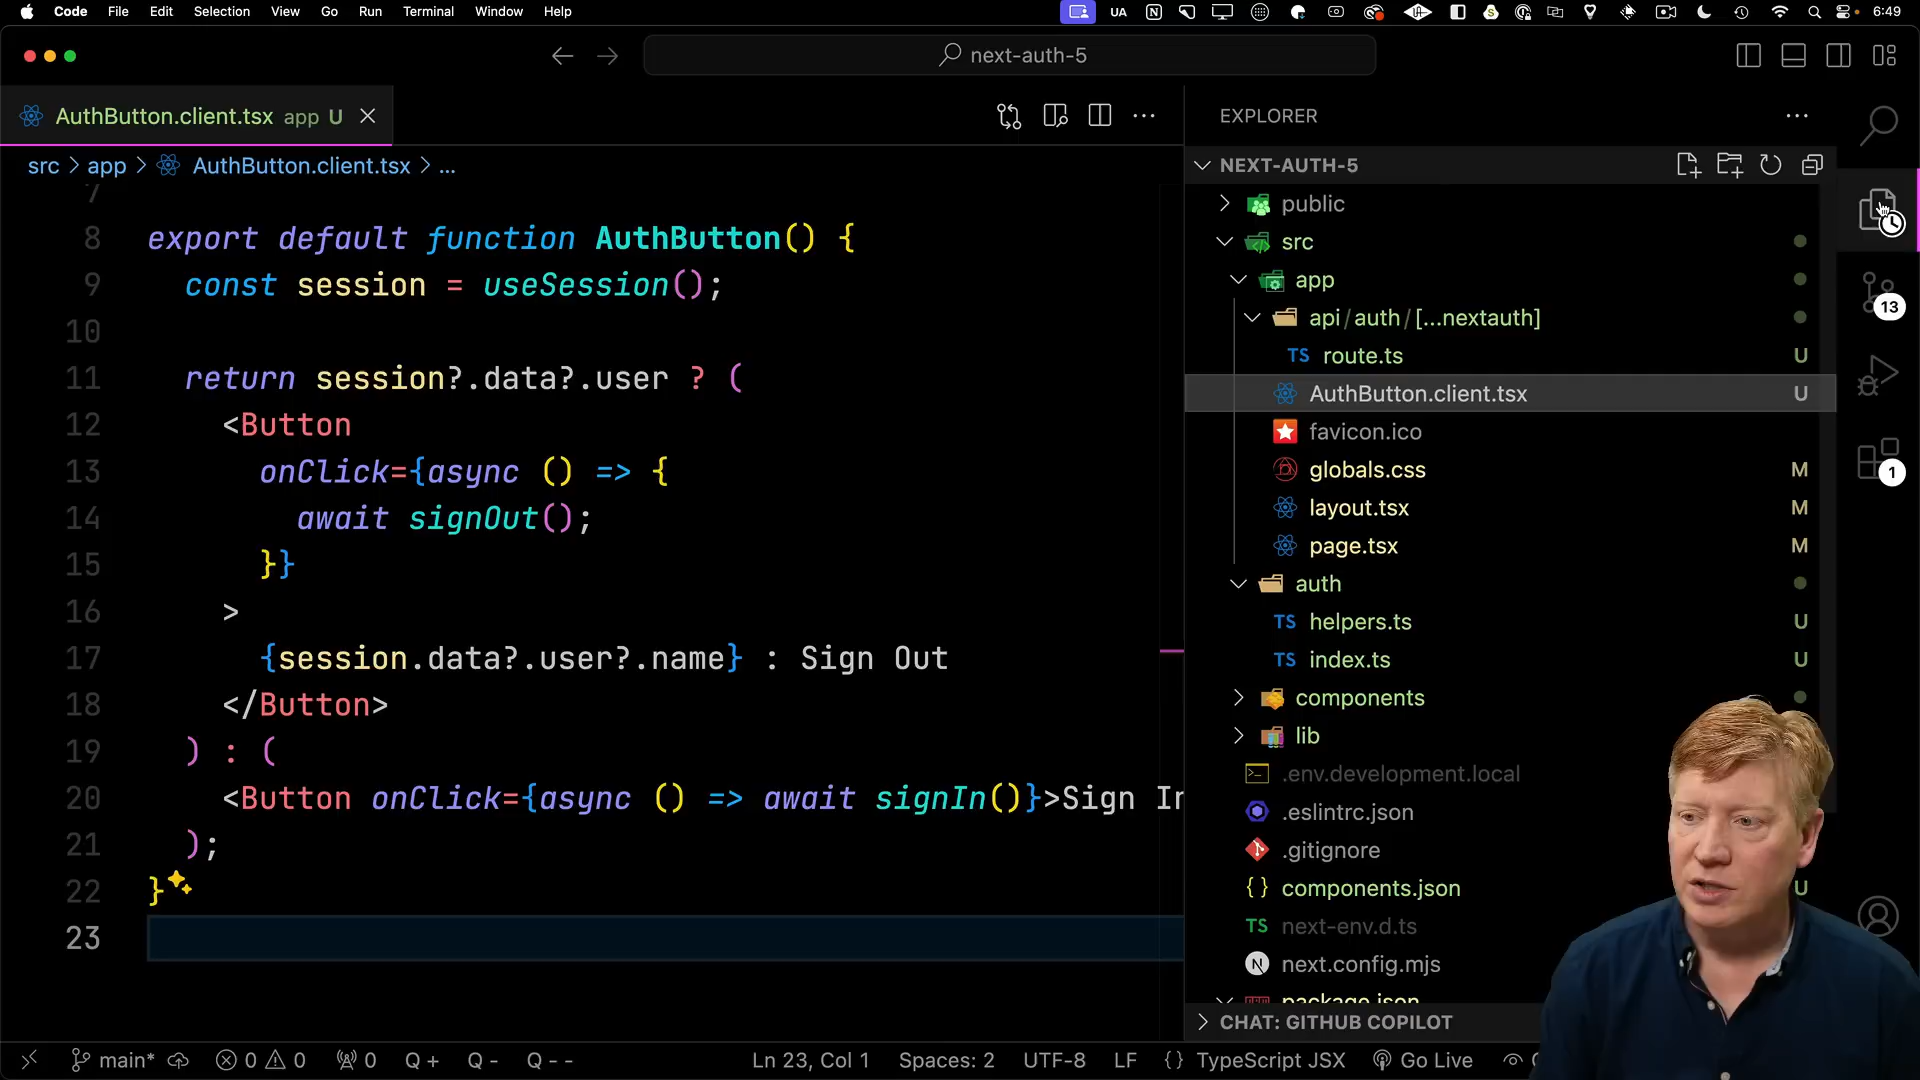 Code File Edit Selection View Go Run Terminal Window Help UA 6:49
next-auth-5
AuthButton.client.tsx app U
src > app > AuthButton.client.tsx > ...
7
8 export default function AuthButton() {
9 const session = useSession();
10
11 return session?.data?.user ? (
12 <Button
13 onClick={async () => {
14 await signOut();
15 }}
16 >
17 {session.data?.user?.name} : Sign Out
18 </Button>
19 ) : (
20 <Button onClick={async () => await signIn()}>Sign In
21 );
22 }
23
EXPLORER
NEXT-AUTH-5
public
src
app
api/auth/[...nextauth]
TS route.ts U
AuthButton.client.tsx U
favicon.ico
globals.css M
layout.tsx M
page.tsx M
auth
TS helpers.ts U
TS index.ts U
components
lib
.env.development.local
.eslintrc.json
.gitignore
{} components.json U
TS next-env.d.ts
N next.config.mjs
package.json
CHAT: GITHUB COPILOT
13
1
main* 0 0 0 Q + Q - Q - - Ln 23, Col 1 Spaces: 2 UTF-8 LF {} TypeScript JSX Go Live